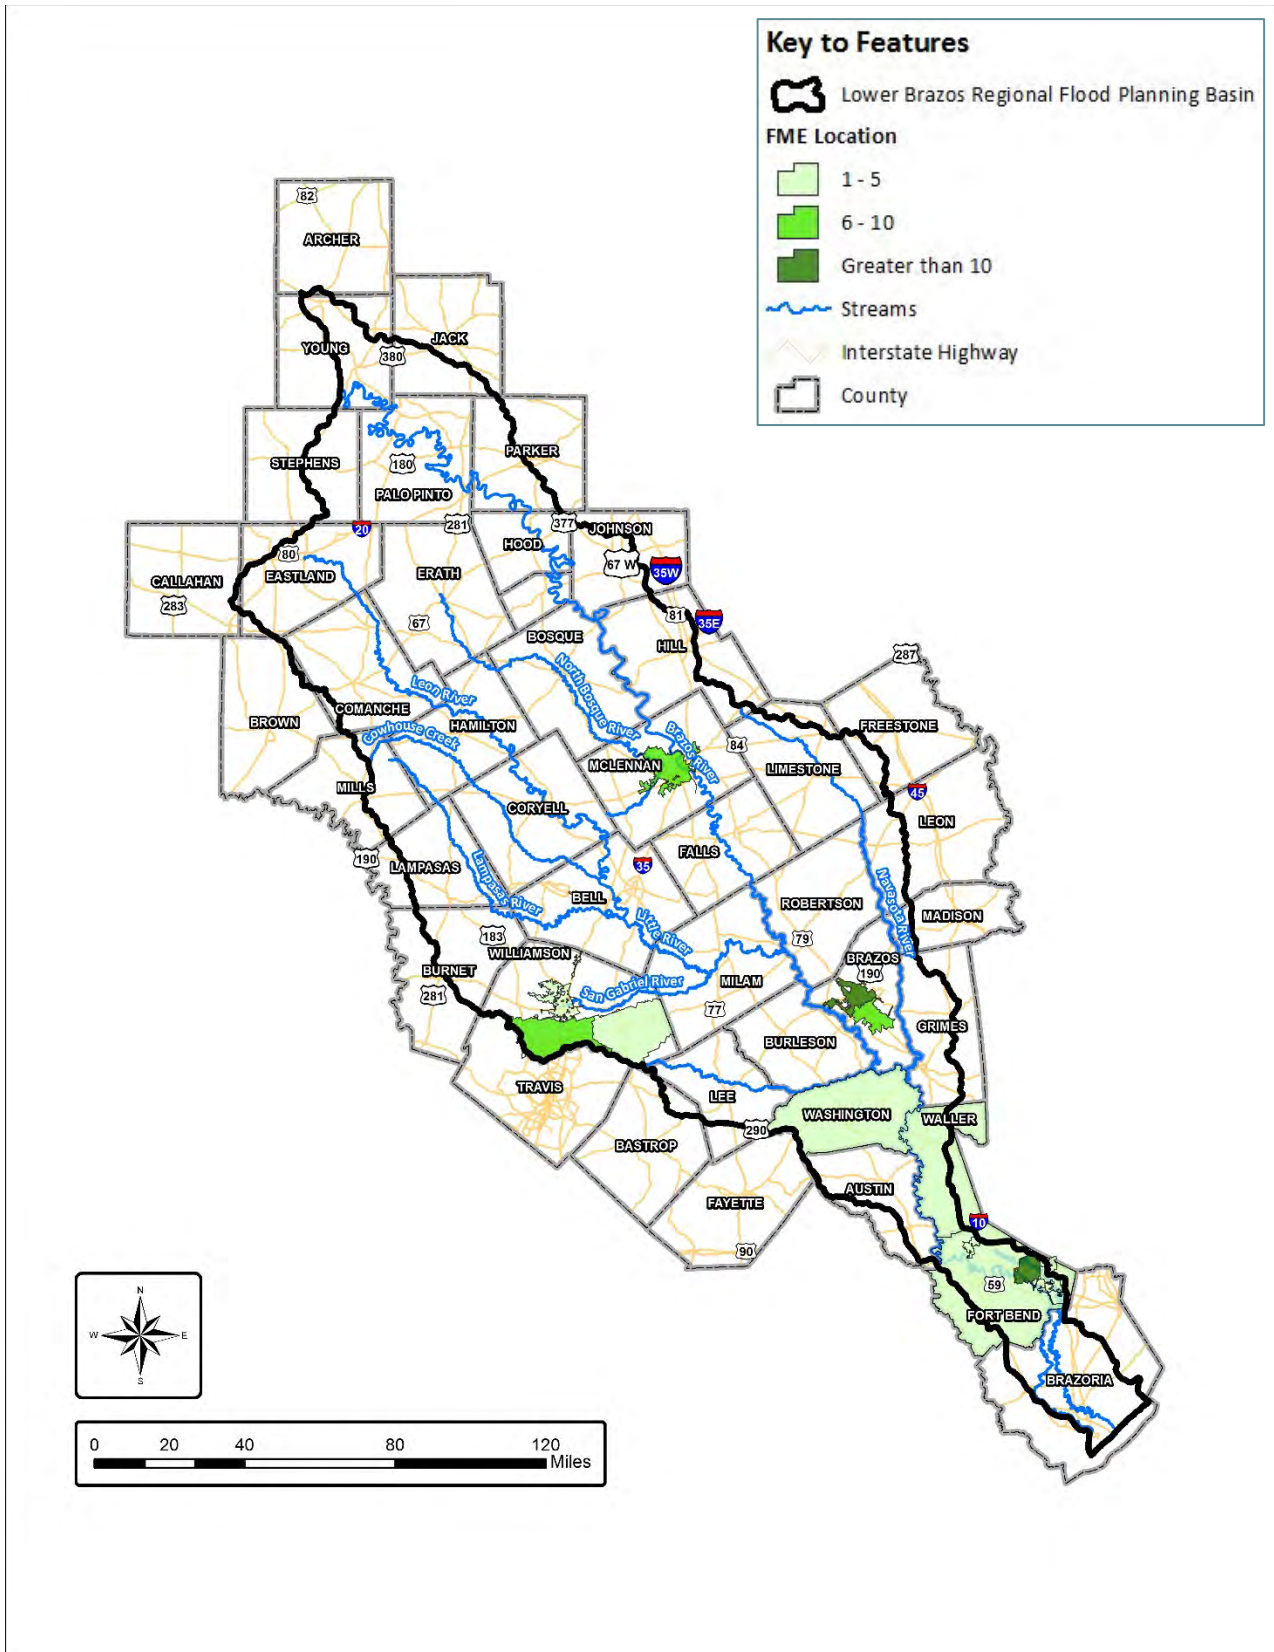 Key to Features
Lower Brazos Regional Flood Planning Basin
FME Location
1 - 5
6 - 10
Greater than 10
Streams
Interstate Highway
County
82
ARCHER
YOUNG
JACK
380
STEPHENS
180
PARKER
PALO PINTO
20
281
377
JOHNSON
HOOD
80
67 W
35W
CALLAHAN
EASTLAND
ERATH
283
67
81
35E
BOSQUE
HILL
287
Leon River
North Bosque River
BROWN
COMANCHE
HAMILTON
FREESTONE
Cowhouse Creek
Brazos River
84
MCLENNAN
LIMESTONE
MILLS
45
CORYELL
LEON
190
LAMPASAS
35
FALLS
Lampasas River
BELL
ROBERTSON
Navasota River
MADISON
Little River
183
79
WILLIAMSON
BRAZOS
190
BURNET
San Gabriel River
MILAM
281
77
GRIMES
BURLESON
TRAVIS
LEE
WASHINGTON
WALLER
290
BASTROP
AUSTIN
FAYETTE
10
90
59
FORT BEND
BRAZORIA
N
W
E
S
0
20
40
80
120
Miles